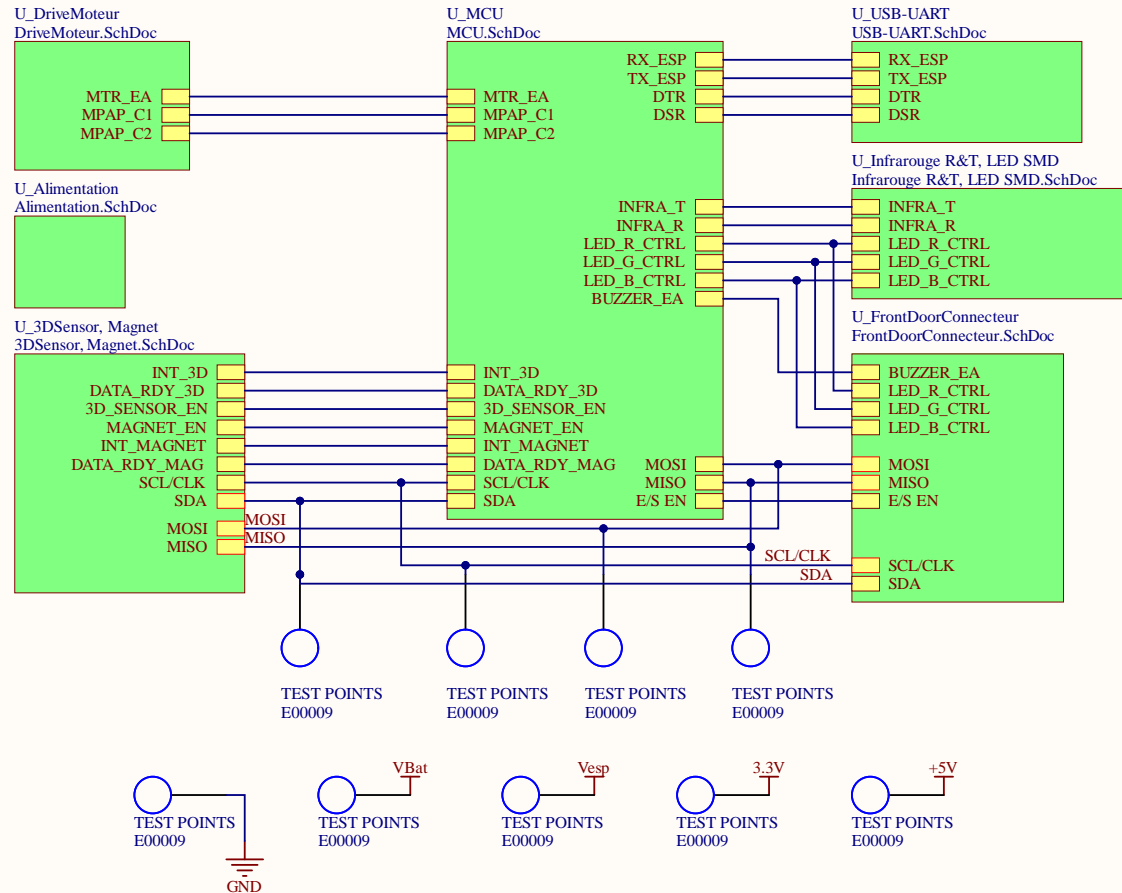 U_DriveMoteur
DriveMoteur.SchDoc
MTR_EA
MPAP_C1
MPAP_C2
U_Alimentation
Alimentation.SchDoc
U_3DSensor, Magnet
3DSensor, Magnet.SchDoc
INT_3D
DATA_RDY_3D
3D_SENSOR_EN
MAGNET_EN
INT_MAGNET
DATA_RDY_MAG
SCL/CLK
SDA
MOSI
MISO
MOSI
MISO
U_MCU
MCU.SchDoc
MTR_EA
MPAP_C1
MPAP_C2
RX_ESP
TX_ESP
DTR
DSR
INFRA_T
INFRA_R
LED_R_CTRL
LED_G_CTRL
LED_B_CTRL
BUZZER_EA
INT_3D
DATA_RDY_3D
3D_SENSOR_EN
MAGNET_EN
INT_MAGNET
DATA_RDY_MAG
SCL/CLK
SDA
MOSI
MISO
E/S EN
U_USB-UART
USB-UART.SchDoc
RX_ESP
TX_ESP
DTR
DSR
U_Infrarouge R&T, LED SMD
Infrarouge R&T, LED SMD.SchDoc
INFRA_T
INFRA_R
LED_R_CTRL
LED_G_CTRL
LED_B_CTRL
U_FrontDoorConnecteur
FrontDoorConnecteur.SchDoc
BUZZER_EA
LED_R_CTRL
LED_G_CTRL
LED_B_CTRL
MOSI
MISO
E/S EN
SCL/CLK
SDA
SCL/CLK
SDA
TEST POINTS
E00009
TEST POINTS
E00009
TEST POINTS
E00009
TEST POINTS
E00009
TEST POINTS
E00009
GND
VBat
TEST POINTS
E00009
Vesp
TEST POINTS
E00009
3.3V
TEST POINTS
E00009
+5V
TEST POINTS
E00009